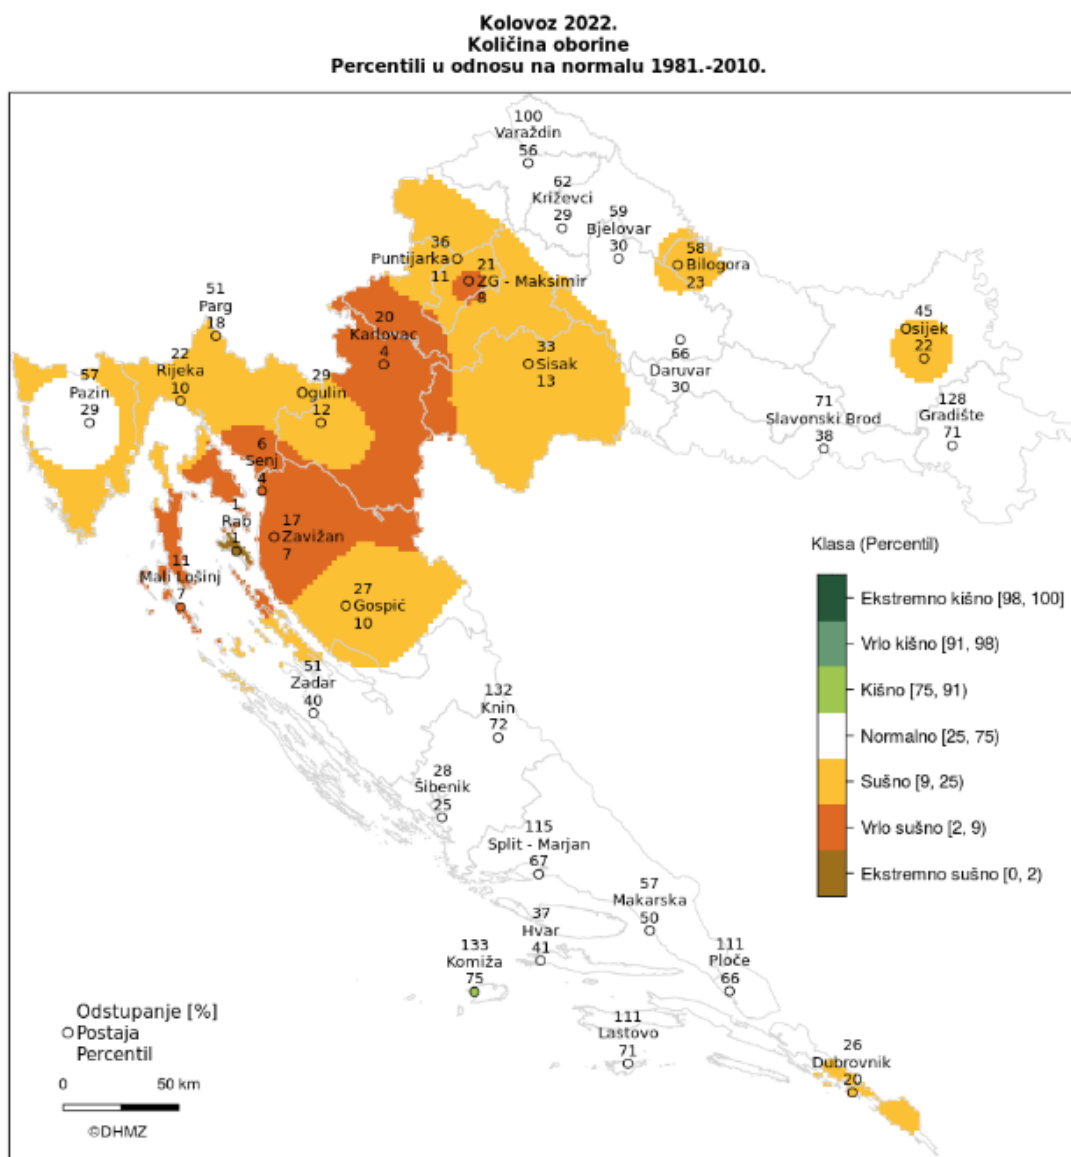 Kolovoz 2022.
Količina oborine
Percentili u odnosu na normalu 1981.-2010.
100
Varaždin
56
62
Križevci
29
59
Bjelovar
30
58
Bilogora
23
36
Puntijarka
11
21
ZG - Maksimir
8
51
Parg
18
20
Karlovac
4
45
Osijek
22
33
Sisak
13
66
Daruvar
30
22
Rijeka
10
57
Pazin
29
29
Ogulin
12
71
Slavonski Brod
38
128
Gradište
71
6
Senj
4
1
Rab
1
17
Zavižan
7
11
Mali Lošinj
7
27
Gospić
10
51
Zadar
40
132
Knin
72
28
Šibenik
25
115
Split - Marjan
67
57
Makarska
50
37
Hvar
41
133
Komiža
75
111
Ploče
66
111
Lastovo
71
26
Dubrovnik
20
Klasa (Percentil)
Ekstremno kišno [98, 100]
Vrlo kišno [91, 98)
Kišno [75, 91)
Normalno [25, 75)
Sušno [9, 25)
Vrlo sušno [2, 9)
Ekstremno sušno [0, 2)
Odstupanje [%]
Postaja
Percentil
0 50 km
©DHMZ